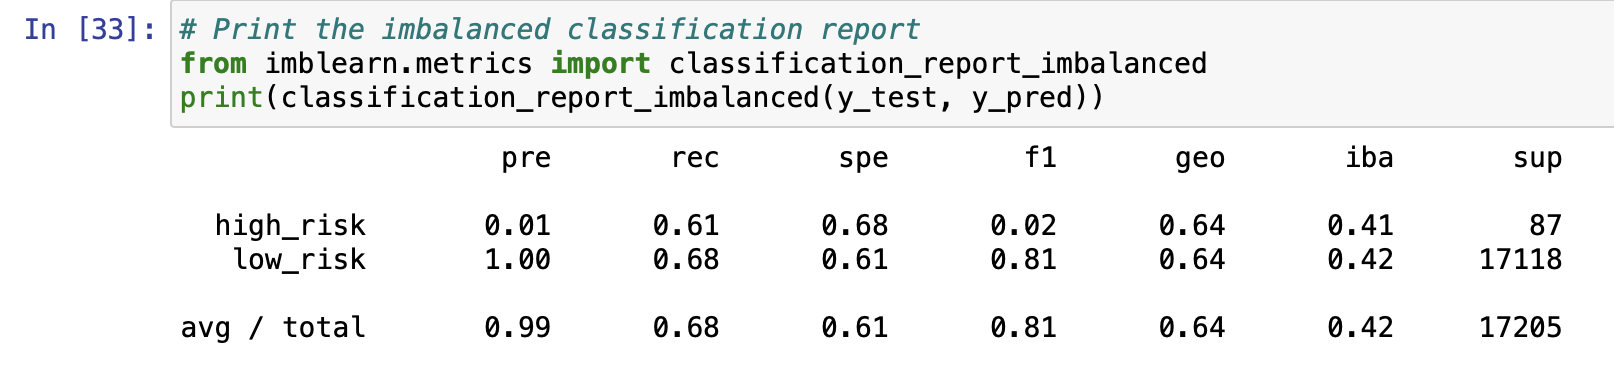 In [33]: # Print the imbalanced classification report
from imblearn.metrics import classification_report_imbalanced
print(classification_report_imbalanced(y_test, y_pred))
pre rec spe f1 geo iba sup
high_risk 0.01 0.61 0.68 0.02 0.64 0.41 87
low_risk 1.00 0.68 0.61 0.81 0.64 0.42 17118
avg / total 0.99 0.68 0.61 0.81 0.64 0.42 17205